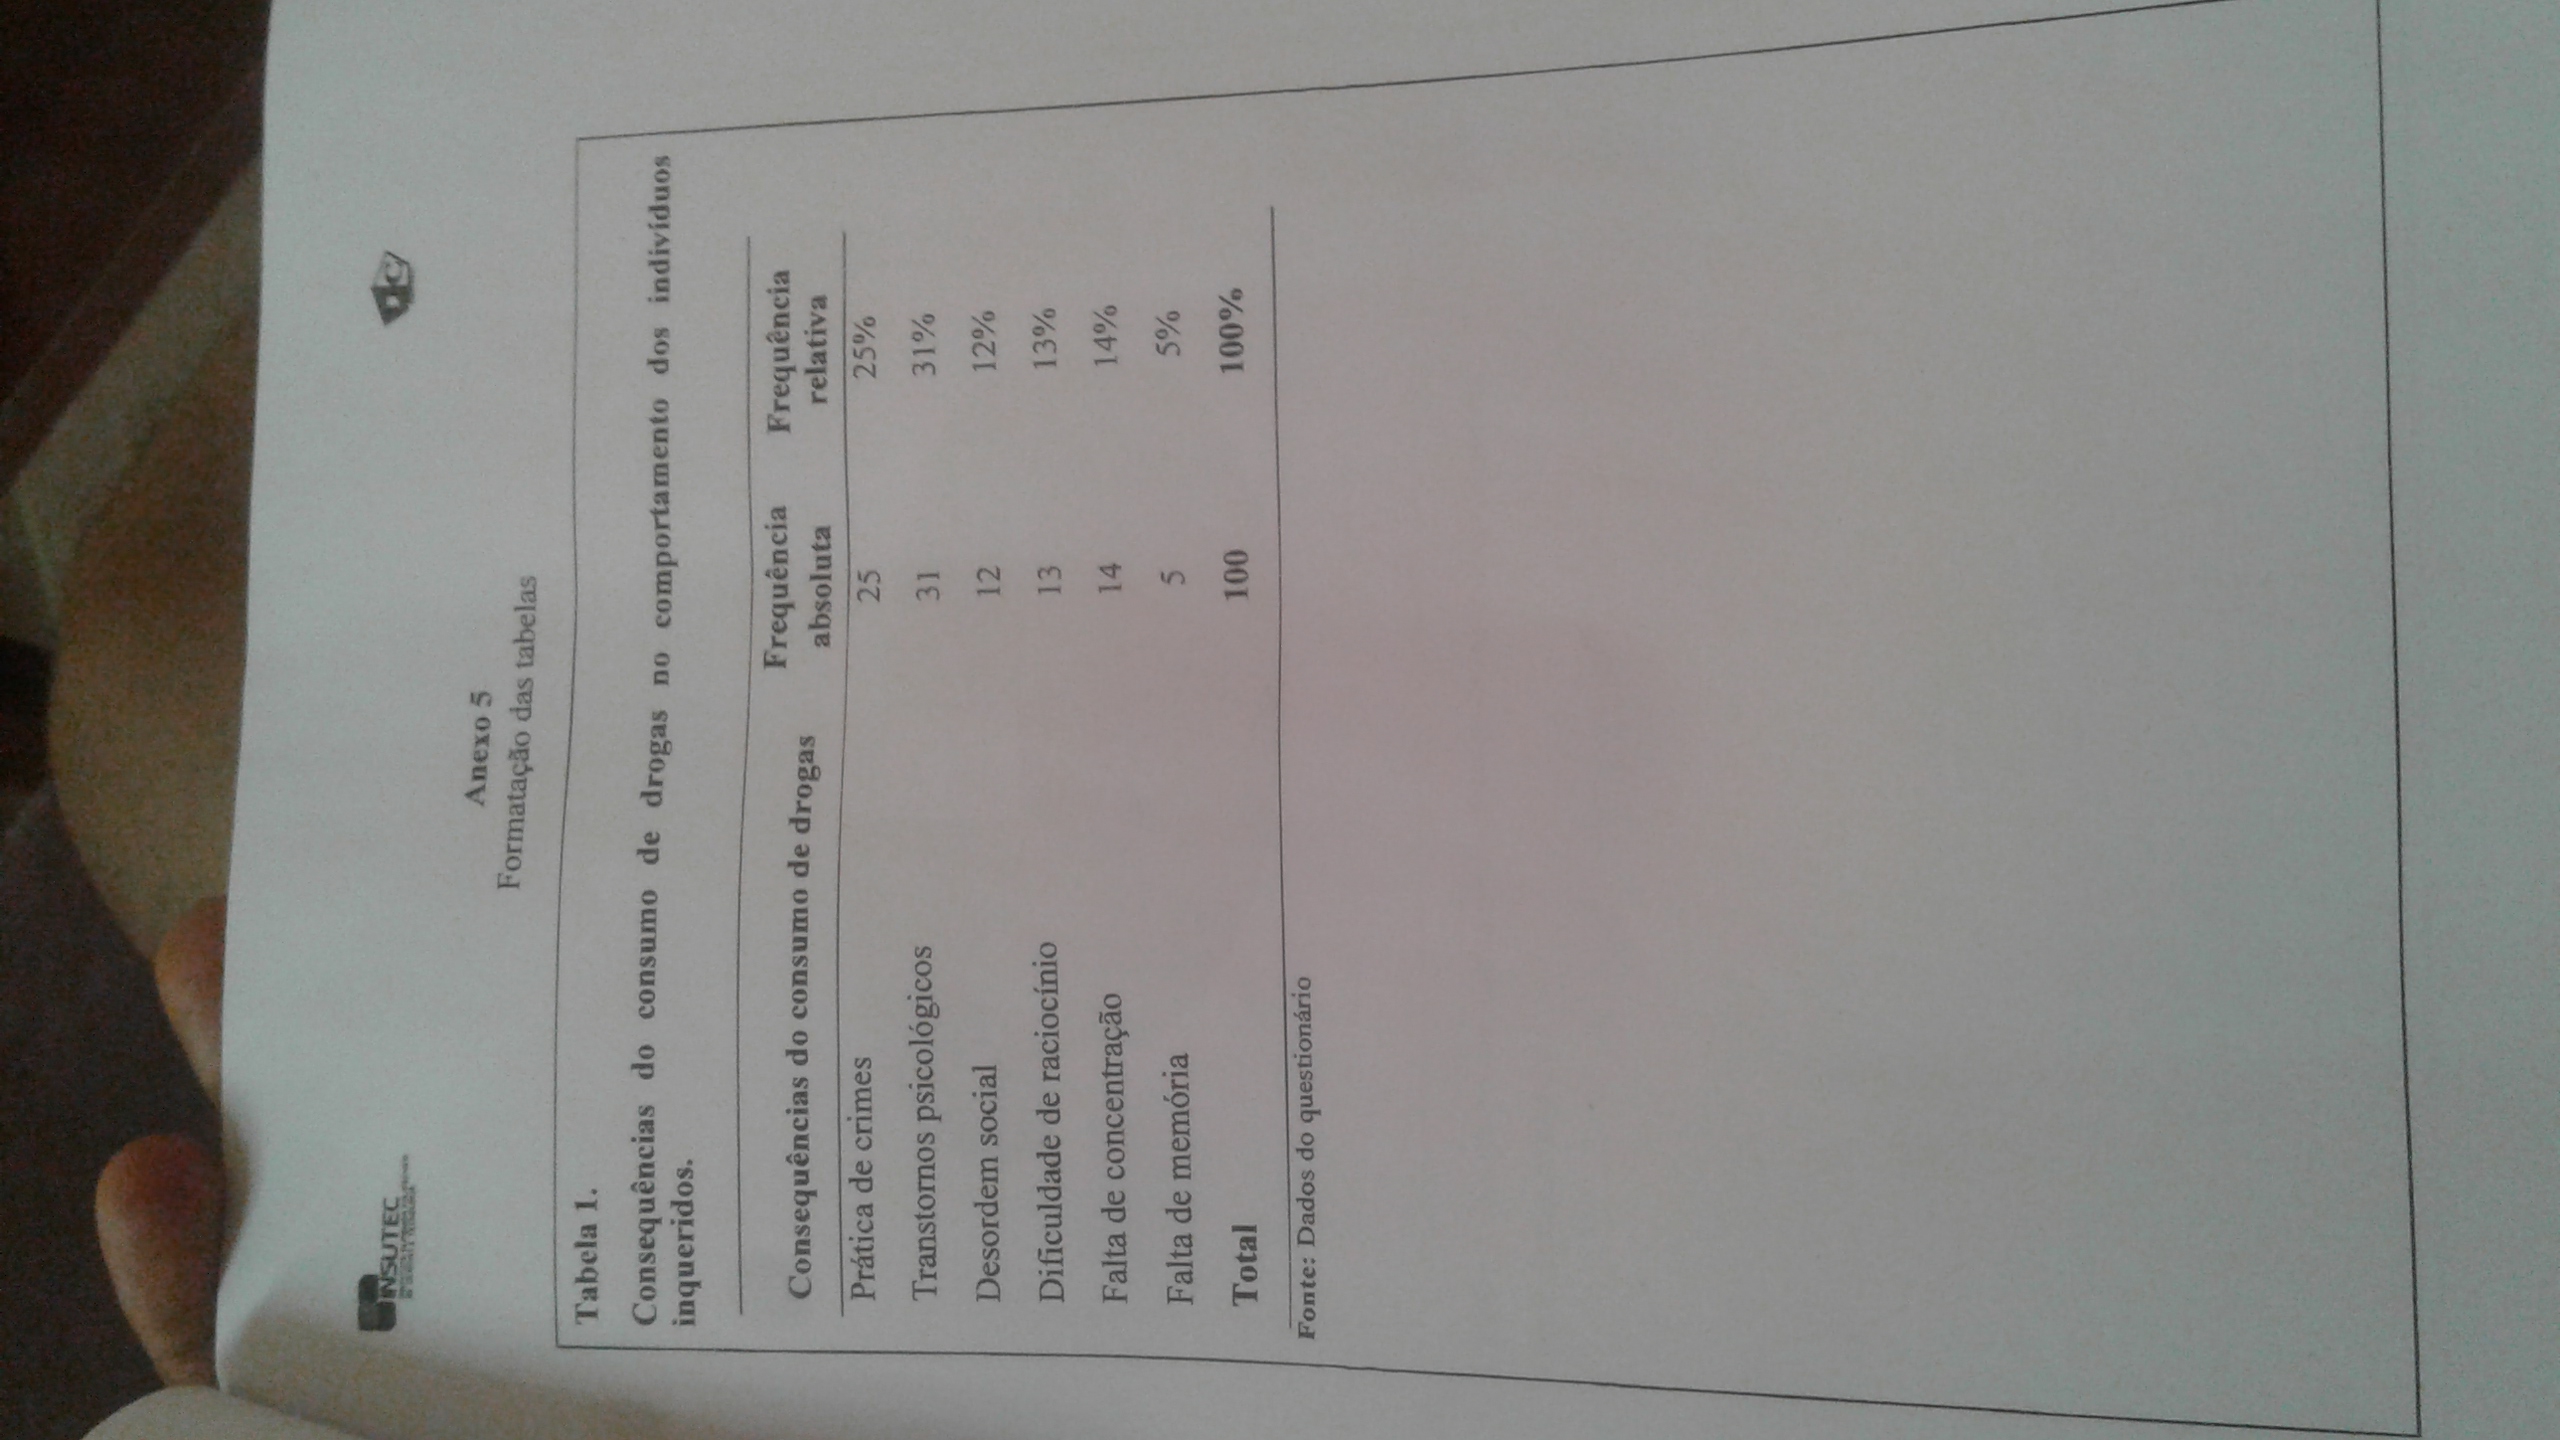 INSUTEC
Anexo 5
Formatação das tabelas
Tabela 1.
Consequências do consumo de drogas no comportamento dos indivíduos
inqueridos.
Consequências do consumo de drogas Frequência absoluta Frequência relativa
Prática de crimes 25 25%
Transtornos psicológicos 31 31%
Desordem social 12 12%
Dificuldade de raciocínio 13 13%
Falta de concentração 14 14%
Falta de memória 5 5%
Total 100 100%
Fonte: Dados do questionário